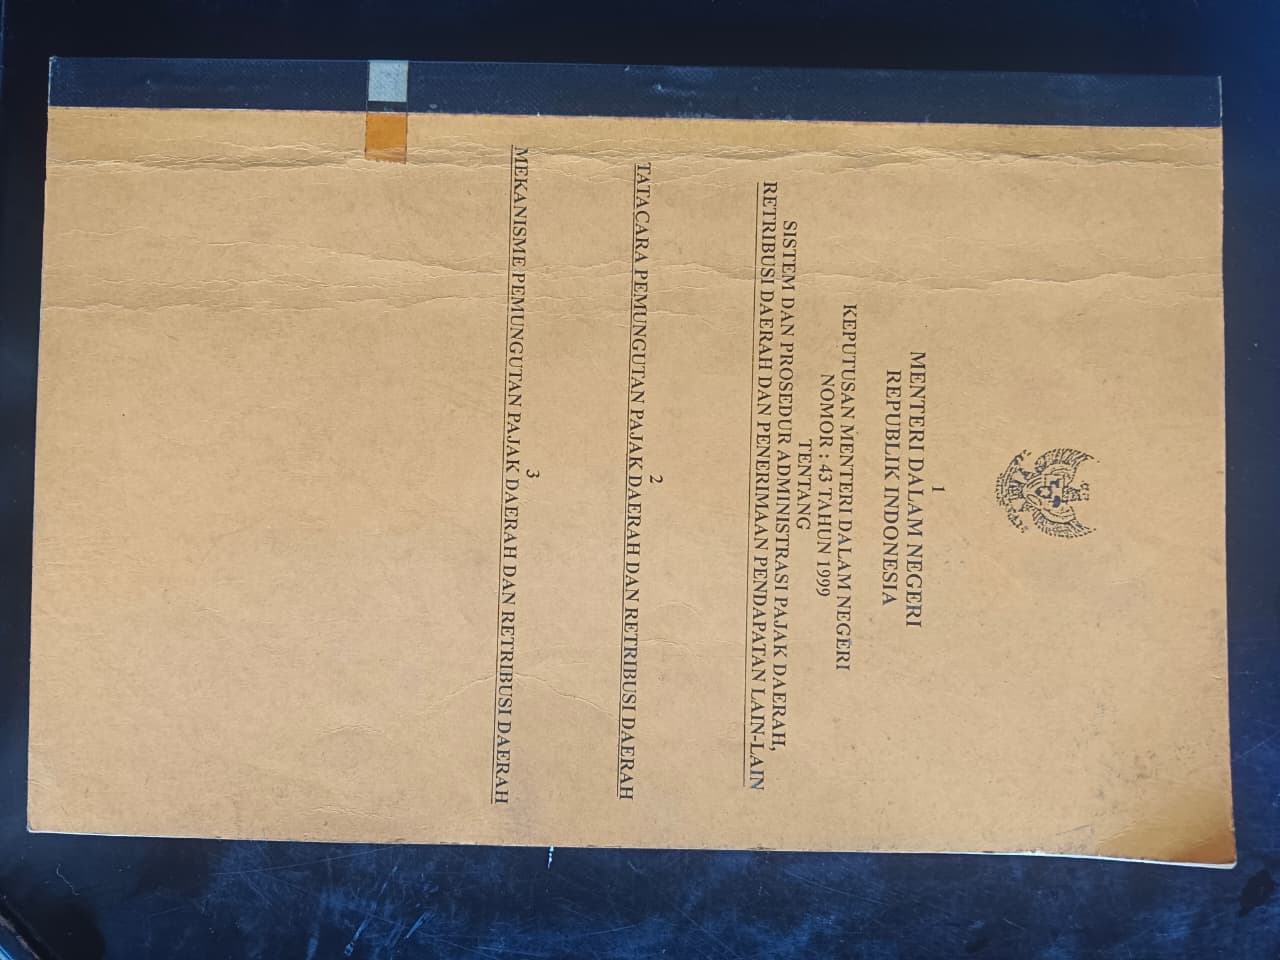 1
MENTERI DALAM NEGERI
REPUBLIK INDONESIA
KEPUTUSAN MENTERI DALAM NEGERI
NOMOR : 43 TAHUN 1999
TENTANG
SISTEM DAN PROSEDUR ADMINISTRASI PAJAK DAERAH,
RETRIBUSI DAERAH DAN PENERIMAAN PENDAPATAN LAIN-LAIN
2
TATACARA PEMUNGUTAN PAJAK DAERAH DAN RETRIBUSI DAERAH
3
MEKANISME PEMUNGUTAN PAJAK DAERAH DAN RETRIBUSI DAERAH